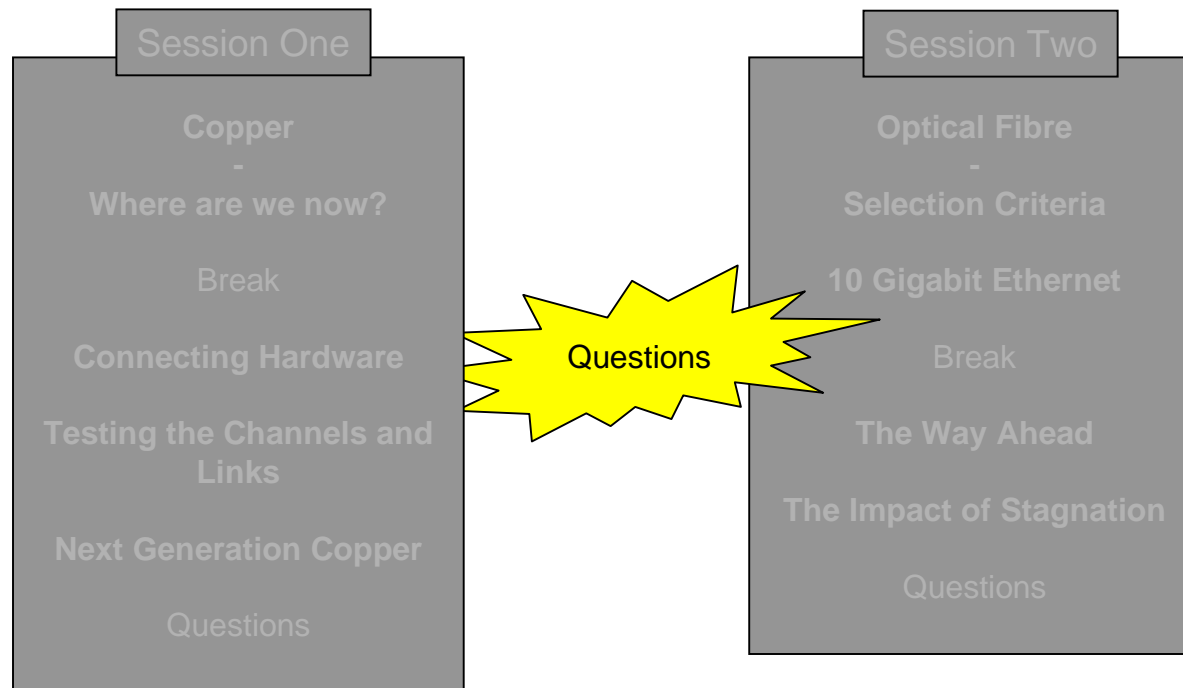 Session One
Copper
-
Where are we now?
Break
Connecting Hardware
Testing the Channels and
Links
Next Generation Copper
Questions
Questions
Session Two
Optical Fibre
-
Selection Criteria
10 Gigabit Ethernet
Break
The Way Ahead
The Impact of Stagnation
Questions